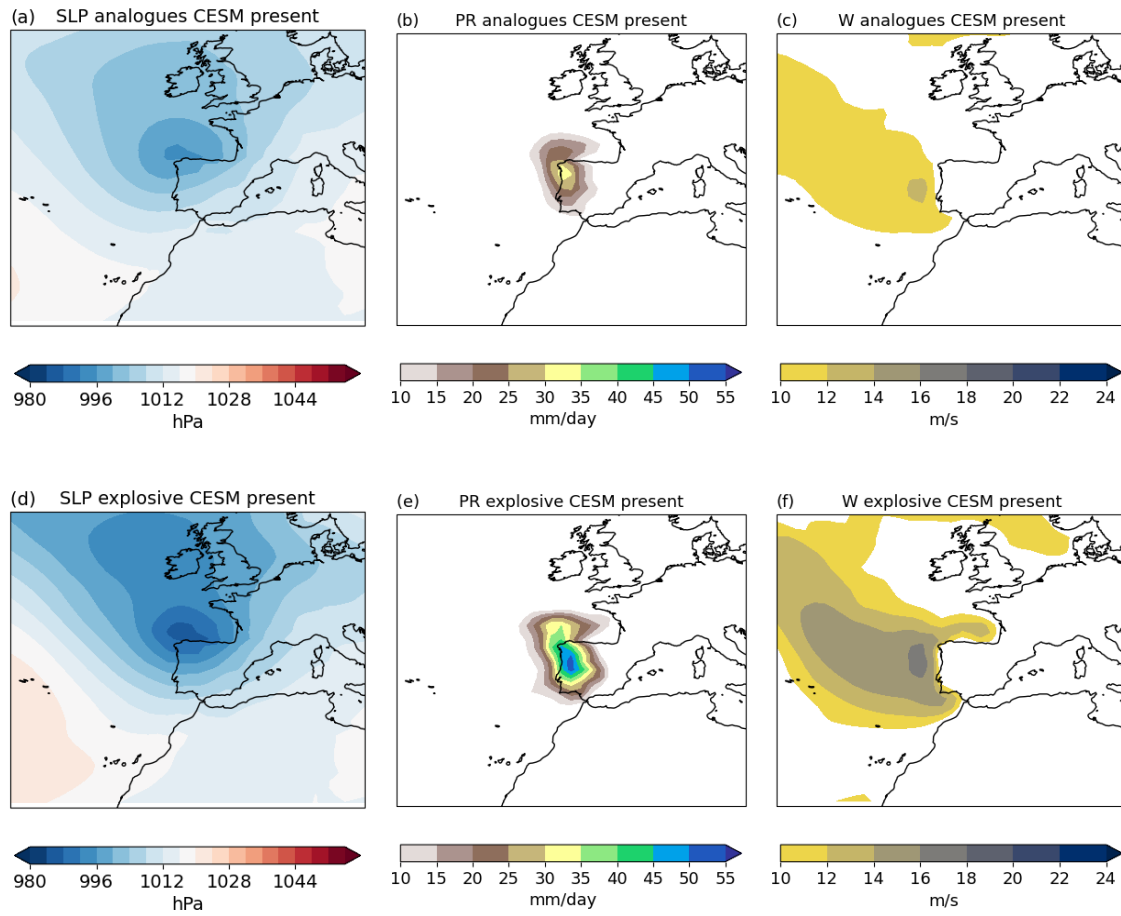 (a) SLP analogues CESM present
(b) PR analogues CESM present
(c) W analogues CESM present
980 996 1012 1028 1044
hPa
10 15 20 25 30 35 40 45 50 55
mm/day
10 12 14 16 18 20 22 24
m/s
(d) SLP explosive CESM present
(e) PR explosive CESM present
(f) W explosive CESM present
980 996 1012 1028 1044
hPa
10 15 20 25 30 35 40 45 50 55
mm/day
10 12 14 16 18 20 22 24
m/s